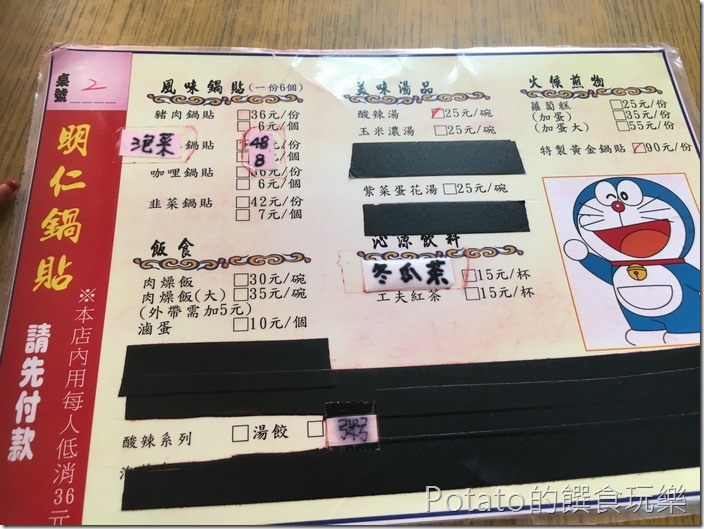 桌號 2
明仁鍋貼
※本店內用每人低消36元
請先付款
風味鍋貼(一份6個)
豬肉鍋貼 36元/份
6元/個
泡菜鍋貼 48
8
咖哩鍋貼 36元/份
6元/個
韭菜鍋貼 42元/份
7元/個
飯食
肉燥飯 30元/碗
肉燥飯(大) 35元/碗
(外帶需加5元)
滷蛋 10元/個
美味湯品
酸辣湯 25元/碗
玉米濃湯 25元/碗
紫菜蛋花湯 25元/碗
沁涼飲料
冬瓜茶 15元/杯
工夫紅茶 15元/杯
火候煎物
蘿蔔糕 25元/份
(加蛋) 35元/份
(加蛋大) 55元/份
特製黃金鍋貼 90元/份
酸辣系列 湯餃
Potato的饌食玩樂